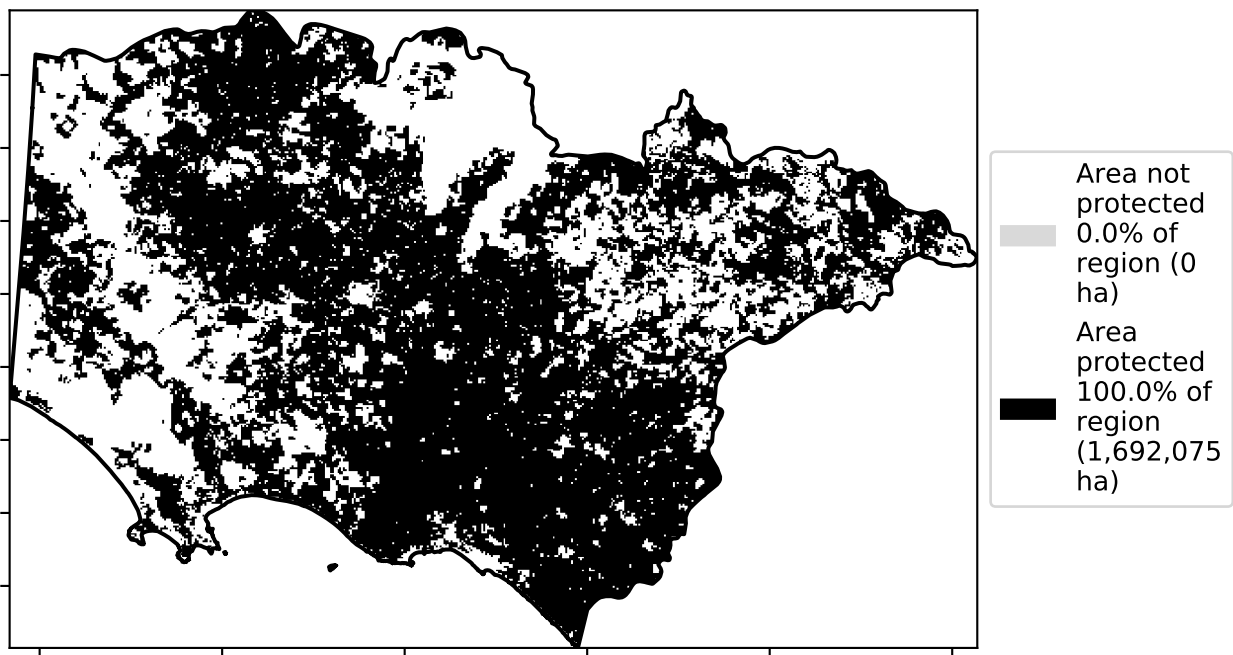 Area not
protected
0.0% of
region (0
ha)
Area
protected
100.0% of
region
(1,692,075
ha)